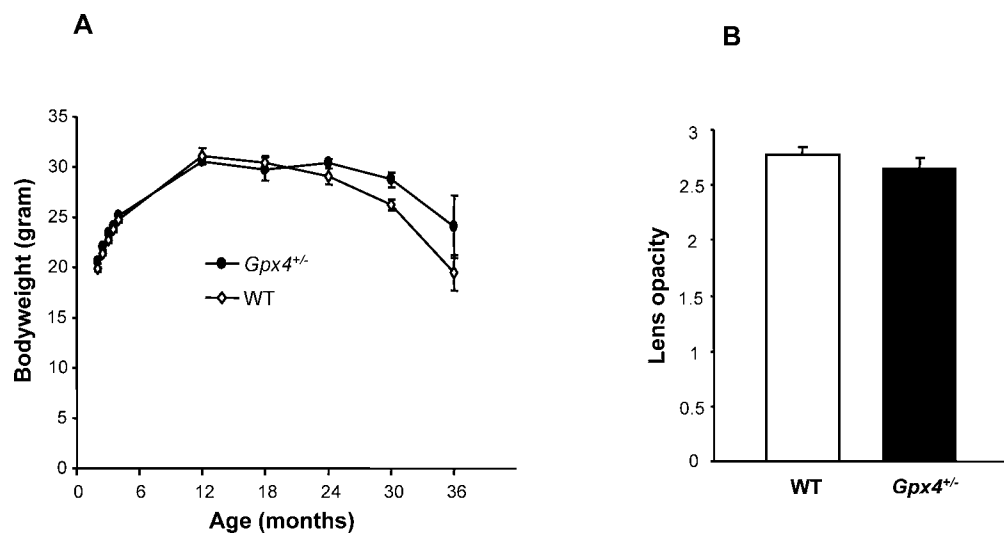 A
Bodyweight (gram)
35
30
25
20
15
10
5
0
Gpx4+/-
WT
0 6 12 18 24 30 36
Age (months)
B
Lens opacity
3
2.5
2
1.5
1
0.5
0
WT Gpx4+/-